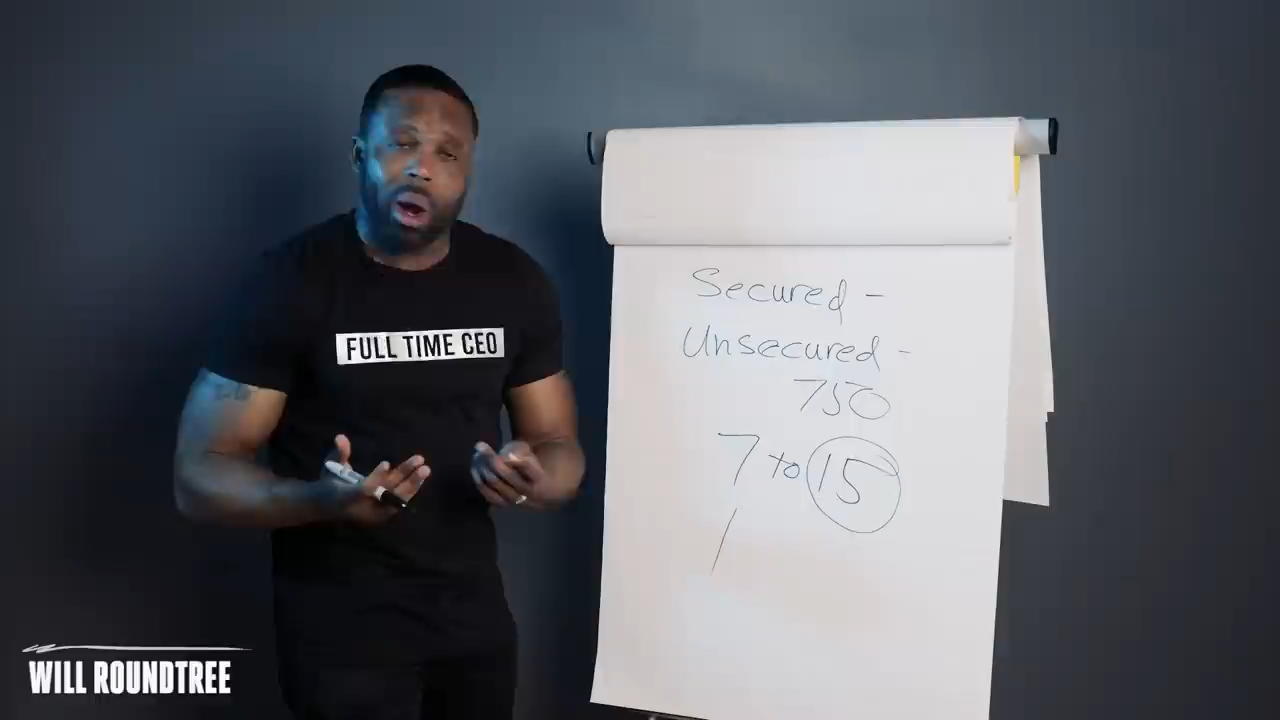 FULL TIME CEO
Secured -
Unsecured -
750
7 to 15
/
WILL ROUNDTREE